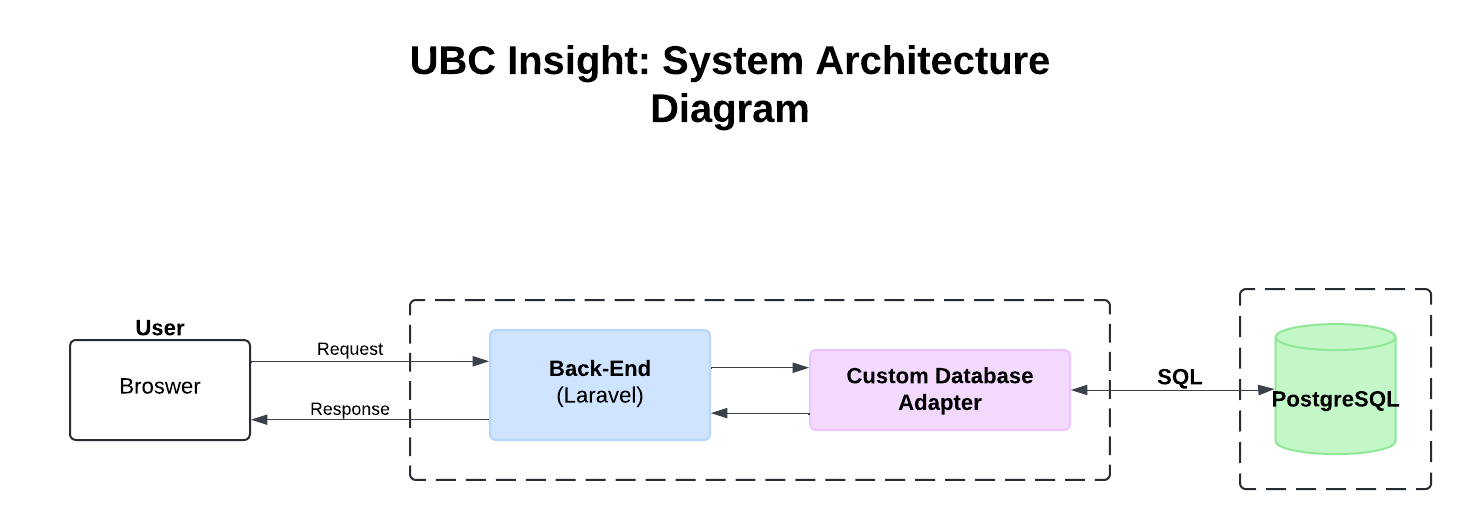 UBC Insight: System Architecture
Diagram
User
Broswer
Request
Response
Back-End
(Laravel)
Custom Database
Adapter
SQL
PostgreSQL